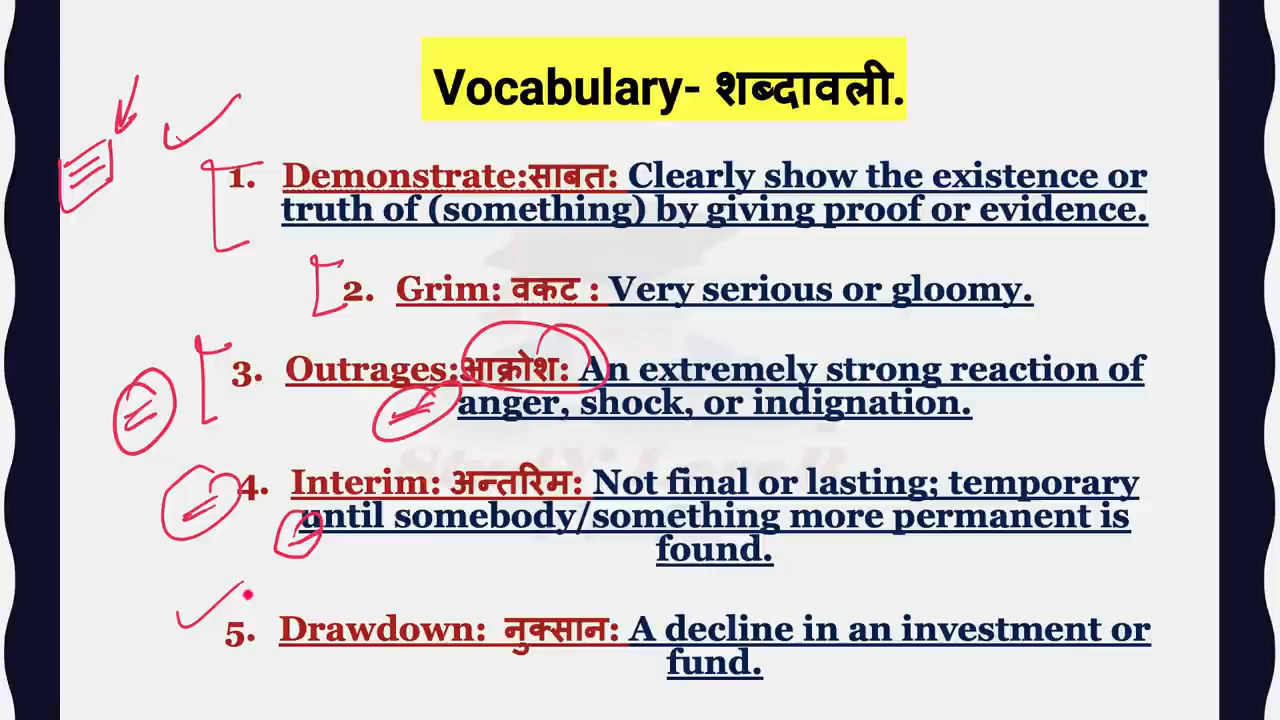 Vocabulary- शब्दावली.
1. Demonstrate:साबत: Clearly show the existence or
truth of (something) by giving proof or evidence.
2. Grim: वकट : Very serious or gloomy.
3. Outrages:आक्रोश: An extremely strong reaction of
anger, shock, or indignation.
4. Interim: अन्तरिम: Not final or lasting; temporary
until somebody/something more permanent is
found.
5. Drawdown: नुक्सान: A decline in an investment or
fund.